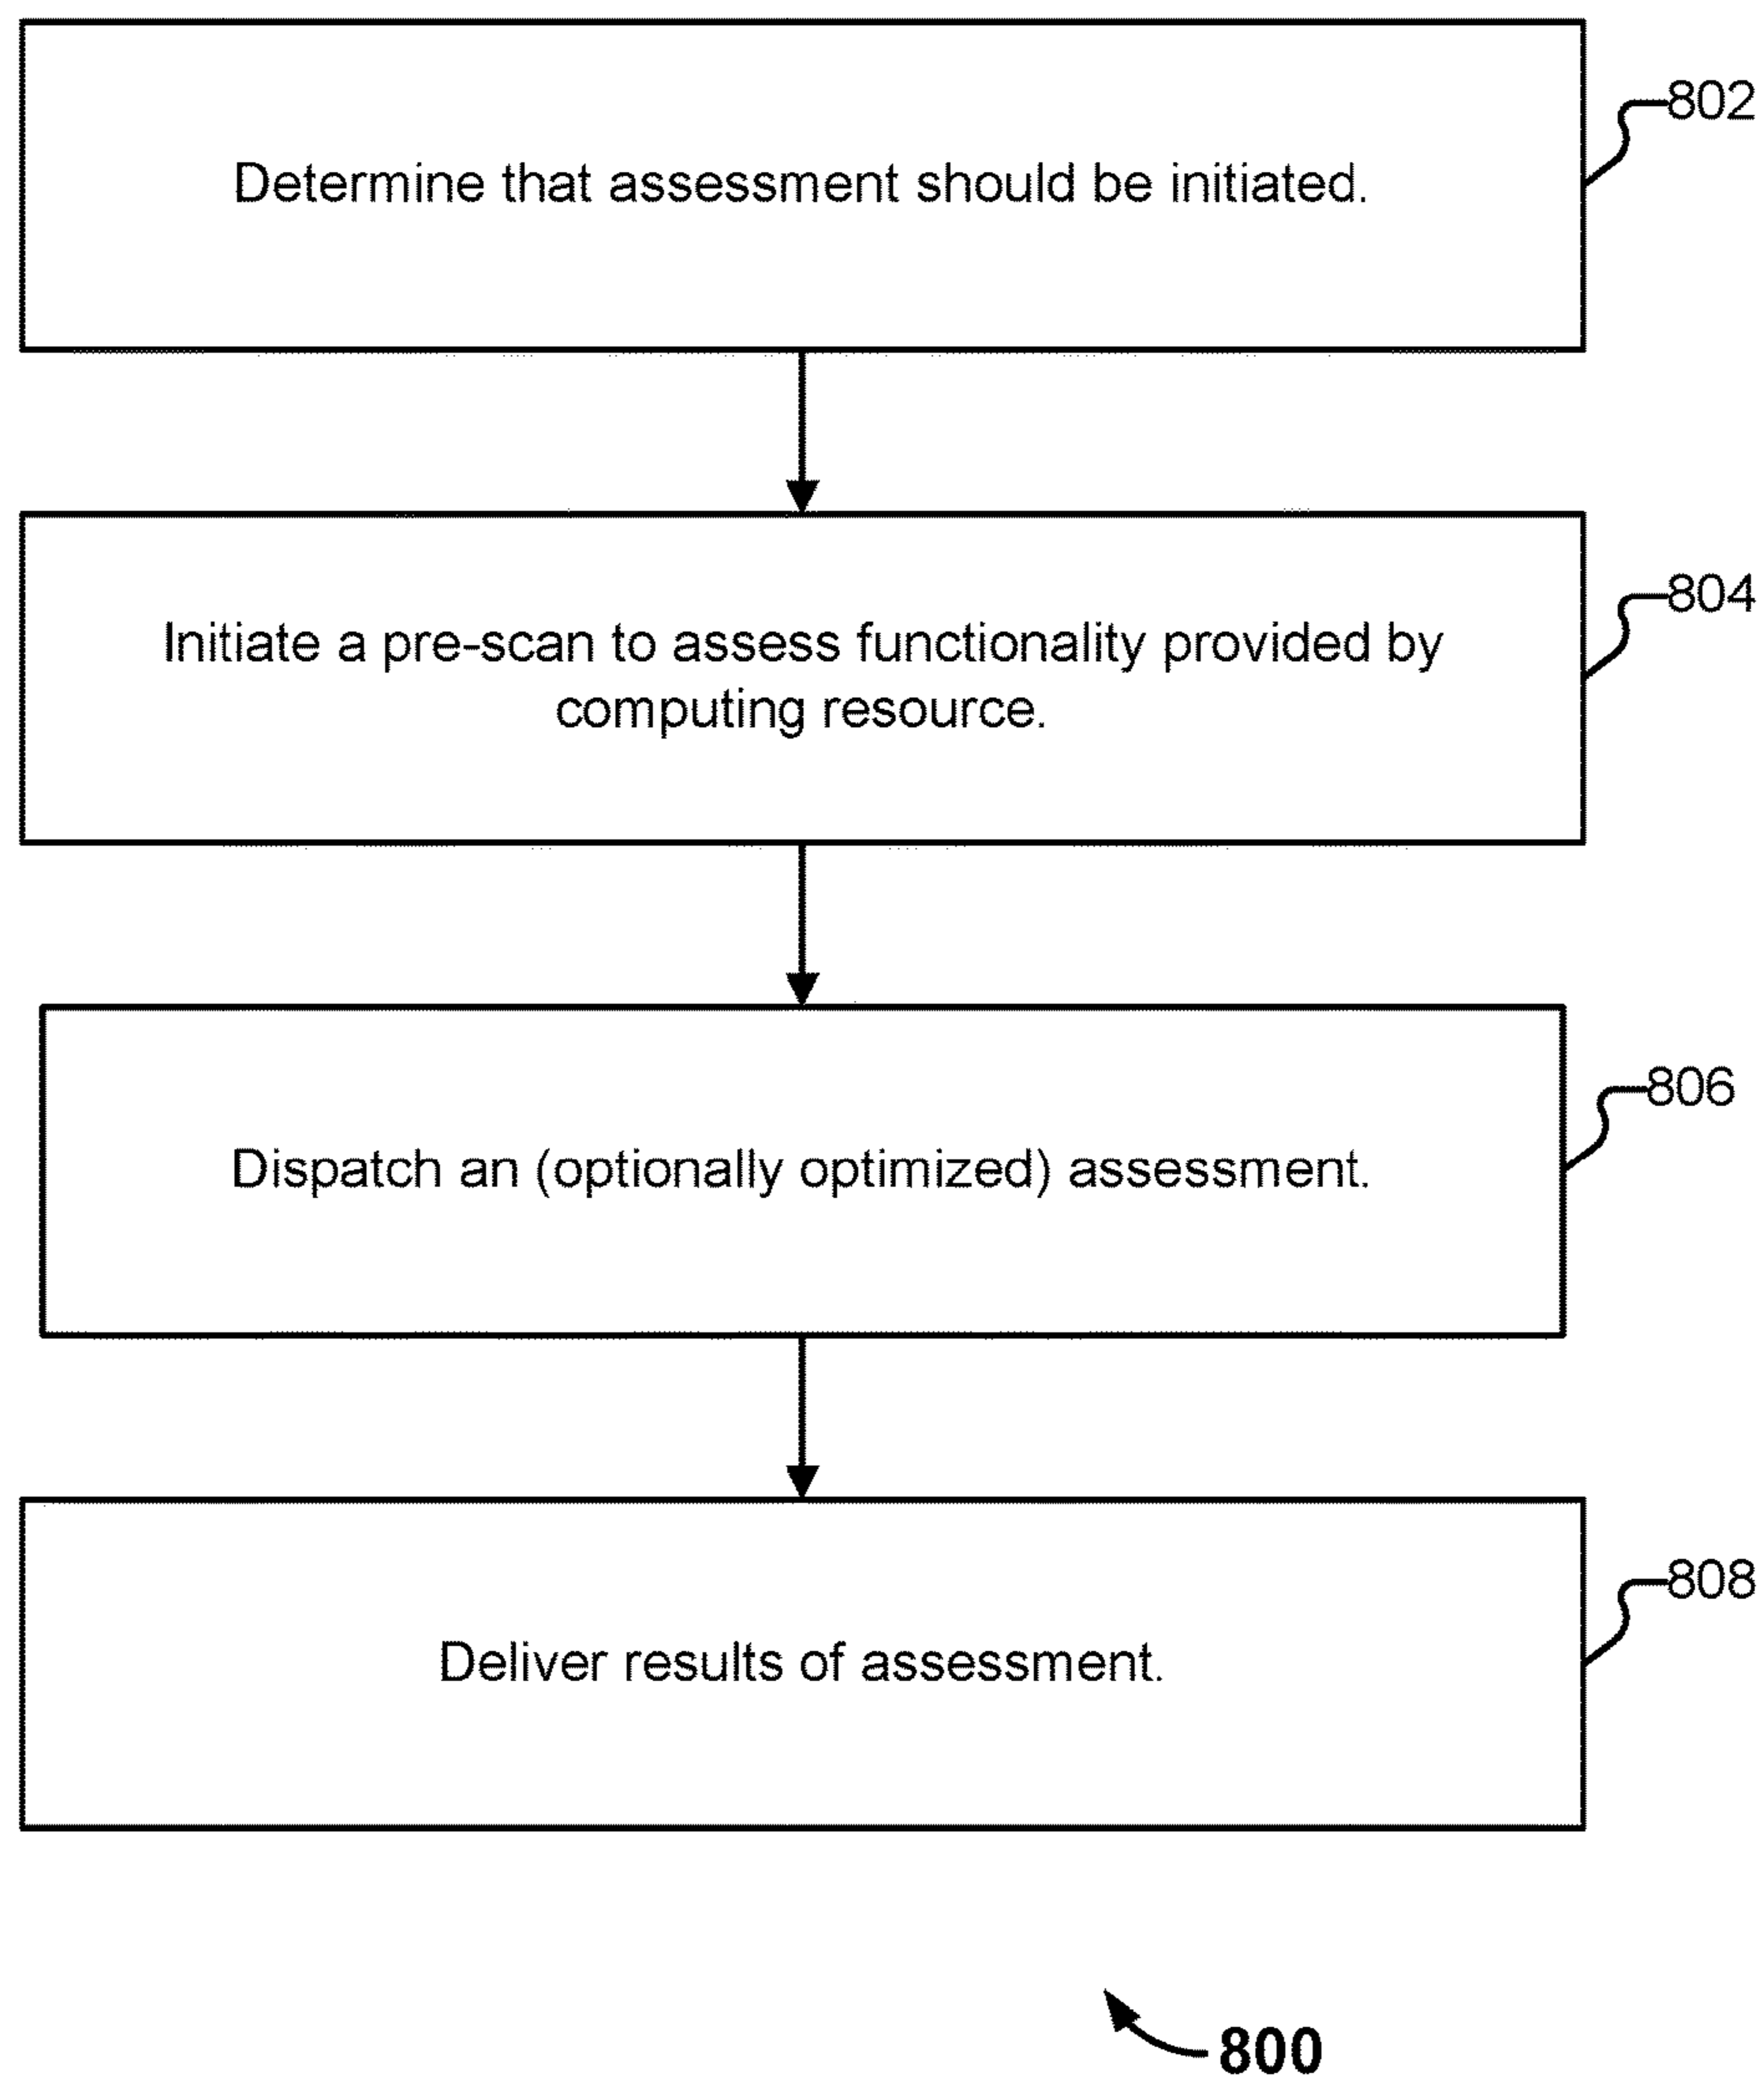 802
Determine that assessment should be initiated.
804
Initiate a pre-scan to assess functionality provided by
computing resource.
806
Dispatch an (optionally optimized) assessment.
808
Deliver results of assessment.
800